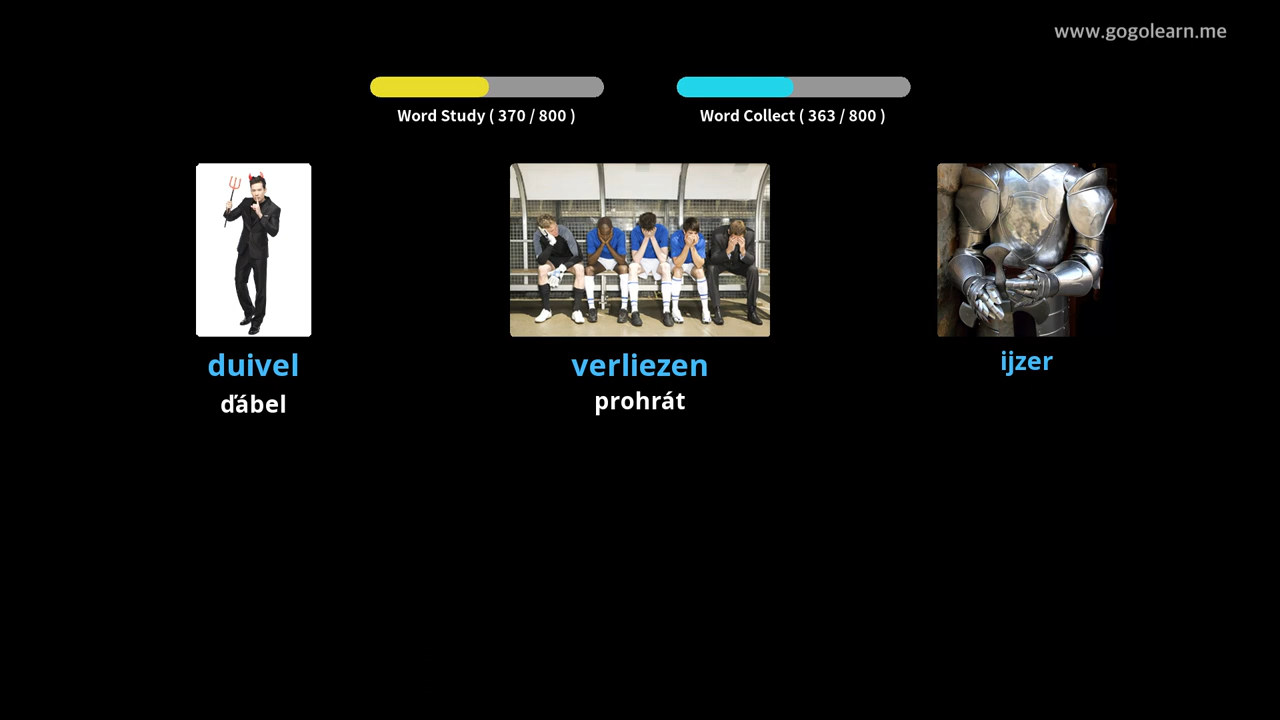 www.gogolearn.me
Word Study ( 370 / 800 )
Word Collect ( 363 / 800 )
duivel
verliezen
ijzer
ďábel
prohrát